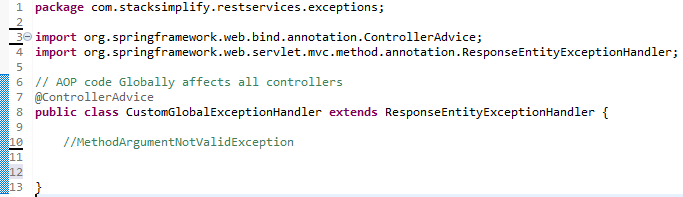 1 package com.stacksimplify.restservices.exceptions;
2
3 import org.springframework.web.bind.annotation.ControllerAdvice;
4 import org.springframework.web.servlet.mvc.method.annotation.ResponseEntityExceptionHandler;
5
6 // AOP code Globally affects all controllers
7 @ControllerAdvice
8 public class CustomGlobalExceptionHandler extends ResponseEntityExceptionHandler {
9
10 //MethodArgumentNotValidException
11
12
13 }